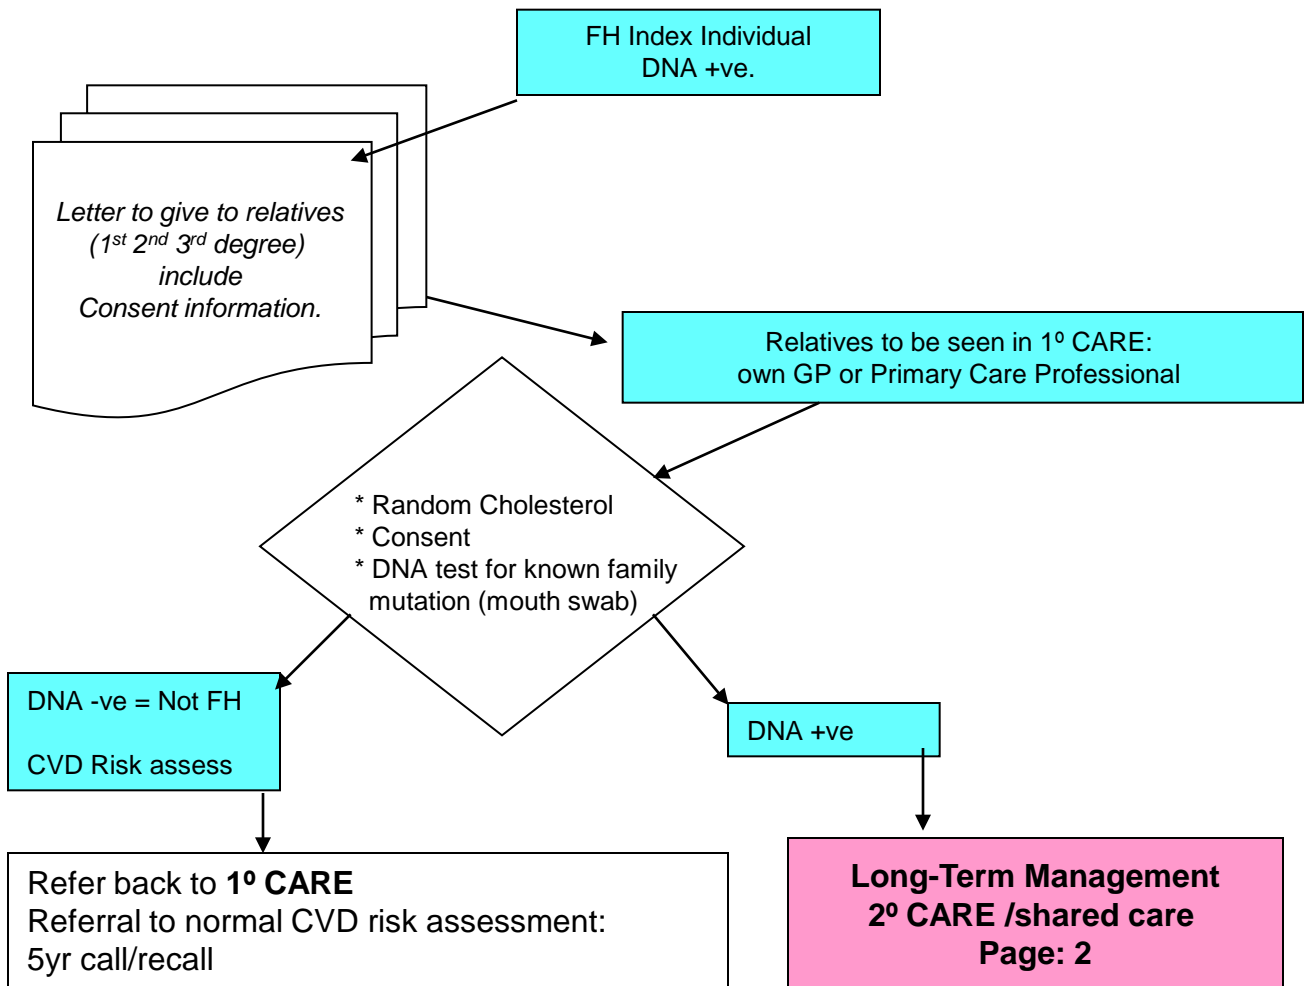 FH Index Individual
DNA +ve.
Letter to give to relatives
(1st 2nd 3rd degree)
include
Consent information.
Relatives to be seen in 1º CARE:
own GP or Primary Care Professional
* Random Cholesterol
* Consent
* DNA test for known family
mutation (mouth swab)
DNA -ve = Not FH
CVD Risk assess
DNA +ve
Refer back to 1º CARE
Referral to normal CVD risk assessment:
5yr call/recall
Long-Term Management
2º CARE /shared care
Page: 2